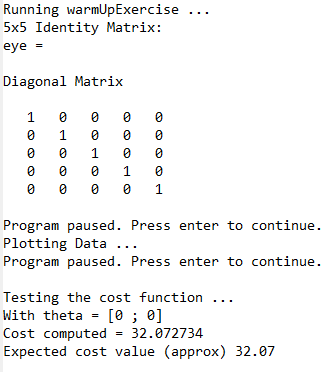 Running warmUpExercise ...
5x5 Identity Matrix:
eye =
Diagonal Matrix
1 0 0 0 0
0 1 0 0 0
0 0 1 0 0
0 0 0 1 0
0 0 0 0 1
Program paused. Press enter to continue.
Plotting Data ...
Program paused. Press enter to continue.
Testing the cost function ...
With theta = [0 ; 0]
Cost computed = 32.072734
Expected cost value (approx) 32.07